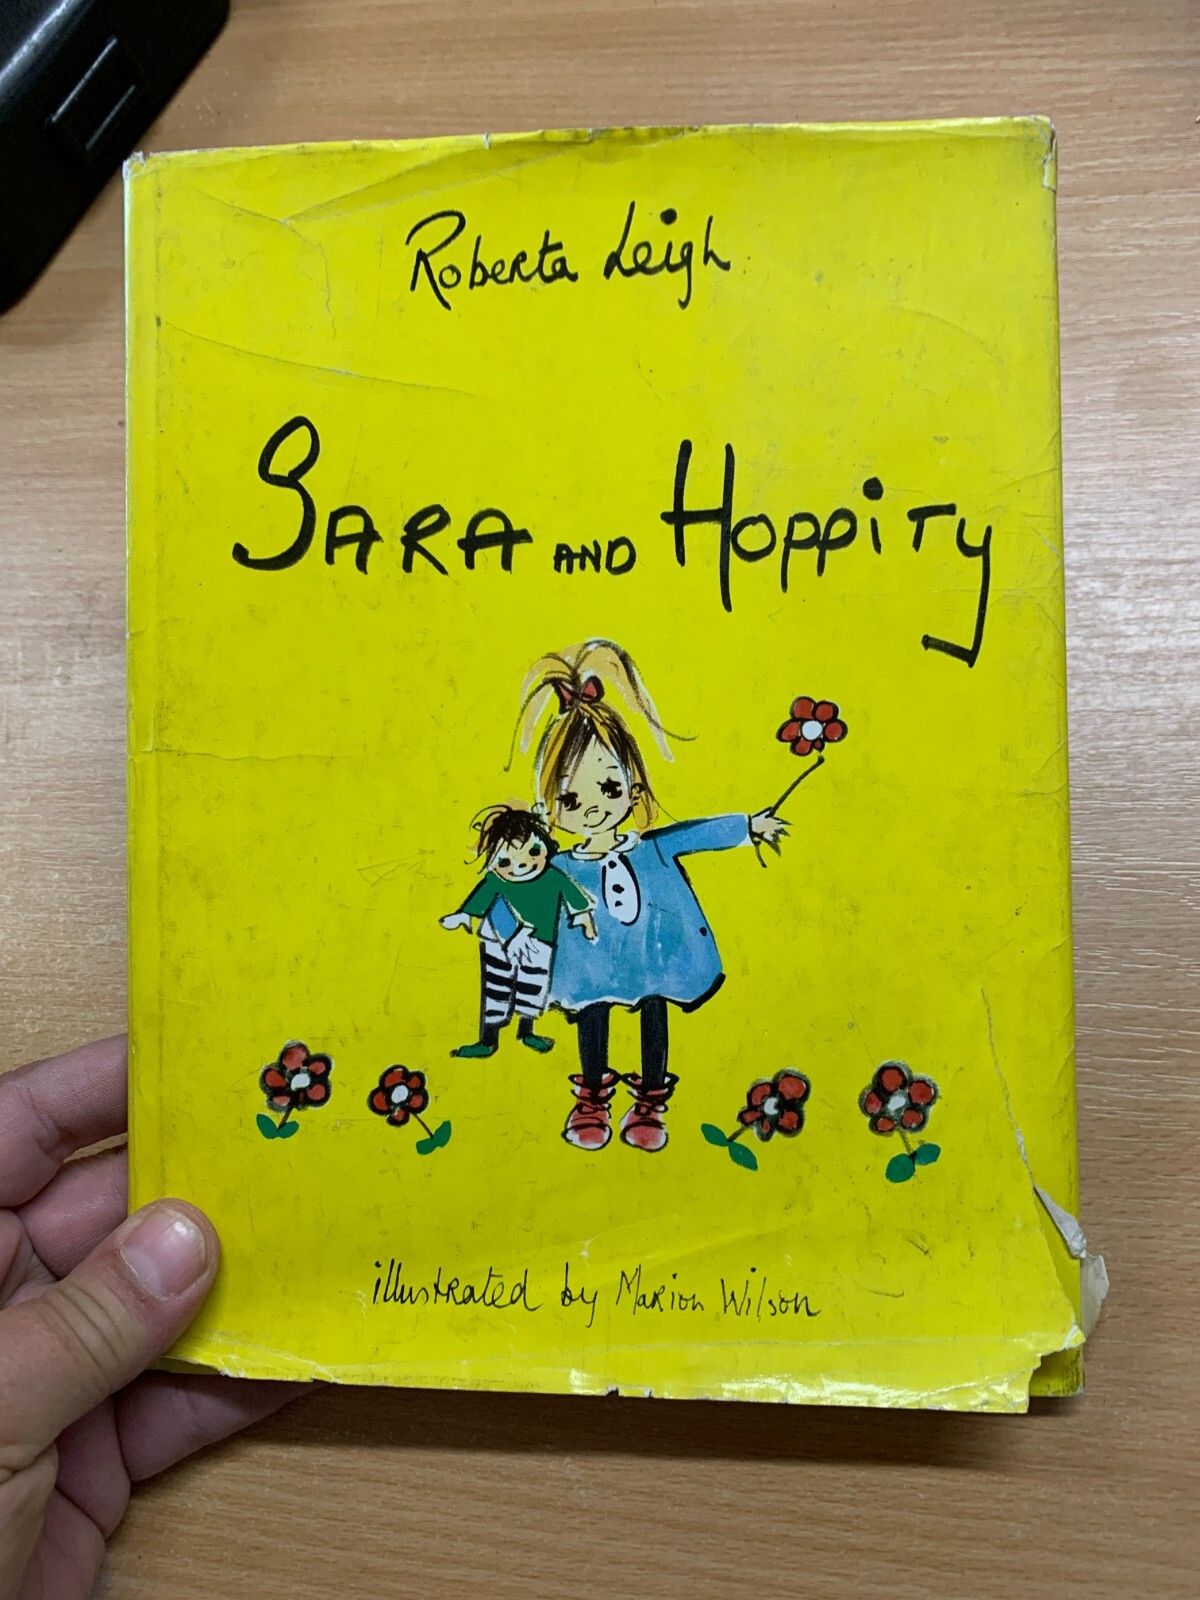 Roberta Leigh
SARA AND HOPPiTy
illustrated by Marion Wilson